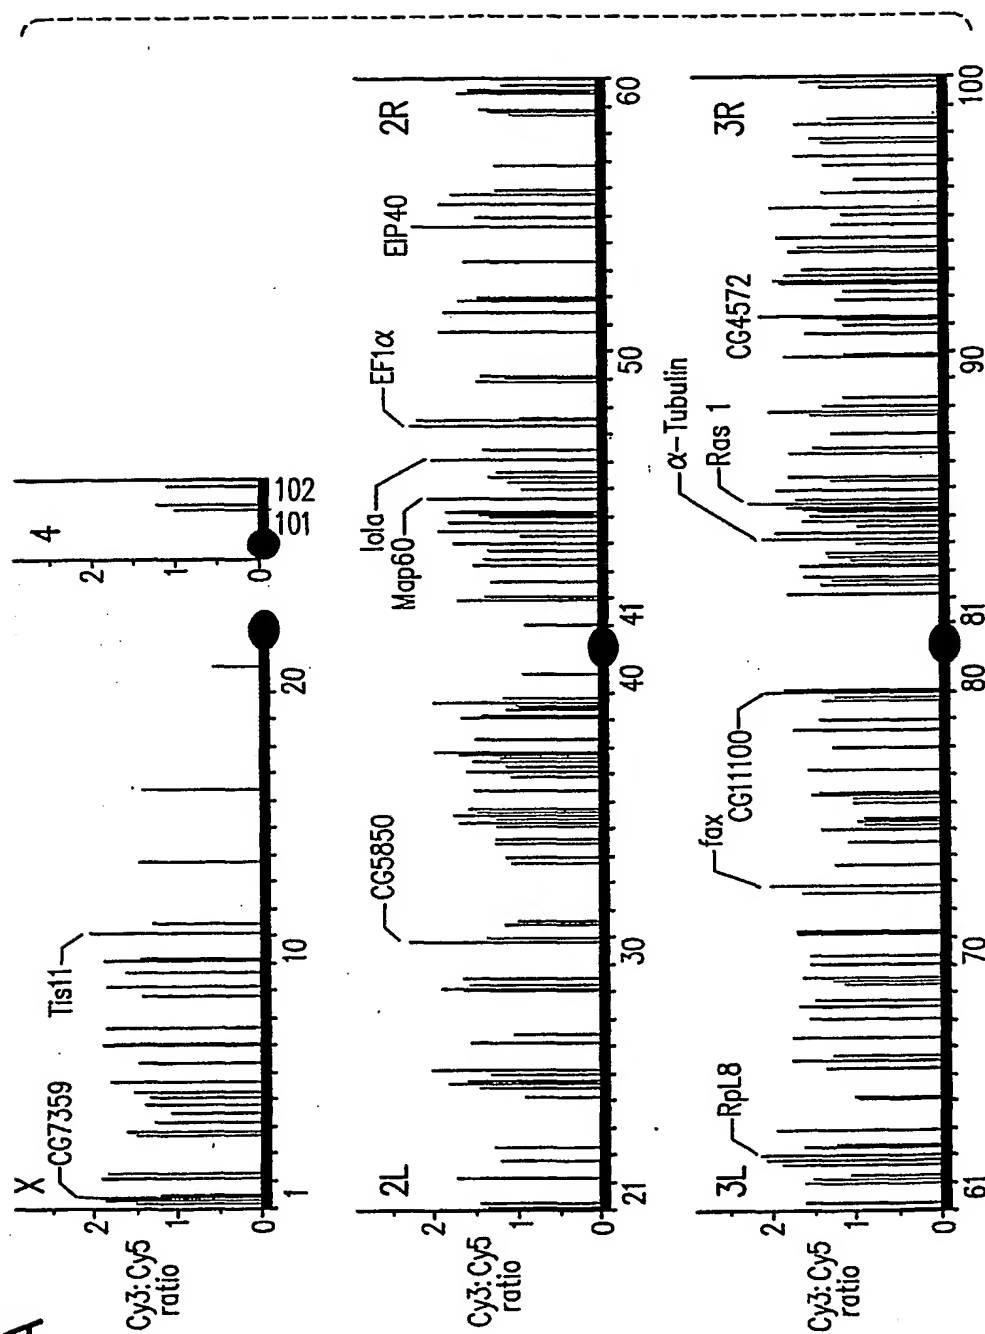 A
X
CG7359
Tis11
2
1
0
Cy3:Cy5
ratio
1
10
20
4
2
1
0
101
102
2L
2R
CG5850
Map60
lola
EF1α
EIP40
2
1
0
Cy3:Cy5
ratio
21
30
40
41
50
60
3L
3R
RpL8
fax
CG11100
α-Tubulin
Ras 1
CG4572
2
1
0
Cy3:Cy5
ratio
61
70
80
81
90
100